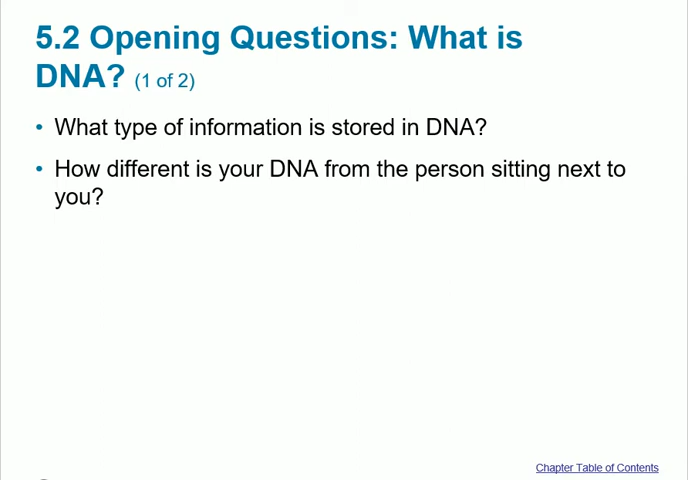 5.2 Opening Questions: What is
DNA? (1 of 2)
• What type of information is stored in DNA?
• How different is your DNA from the person sitting next to
you?
Chapter Table of Contents